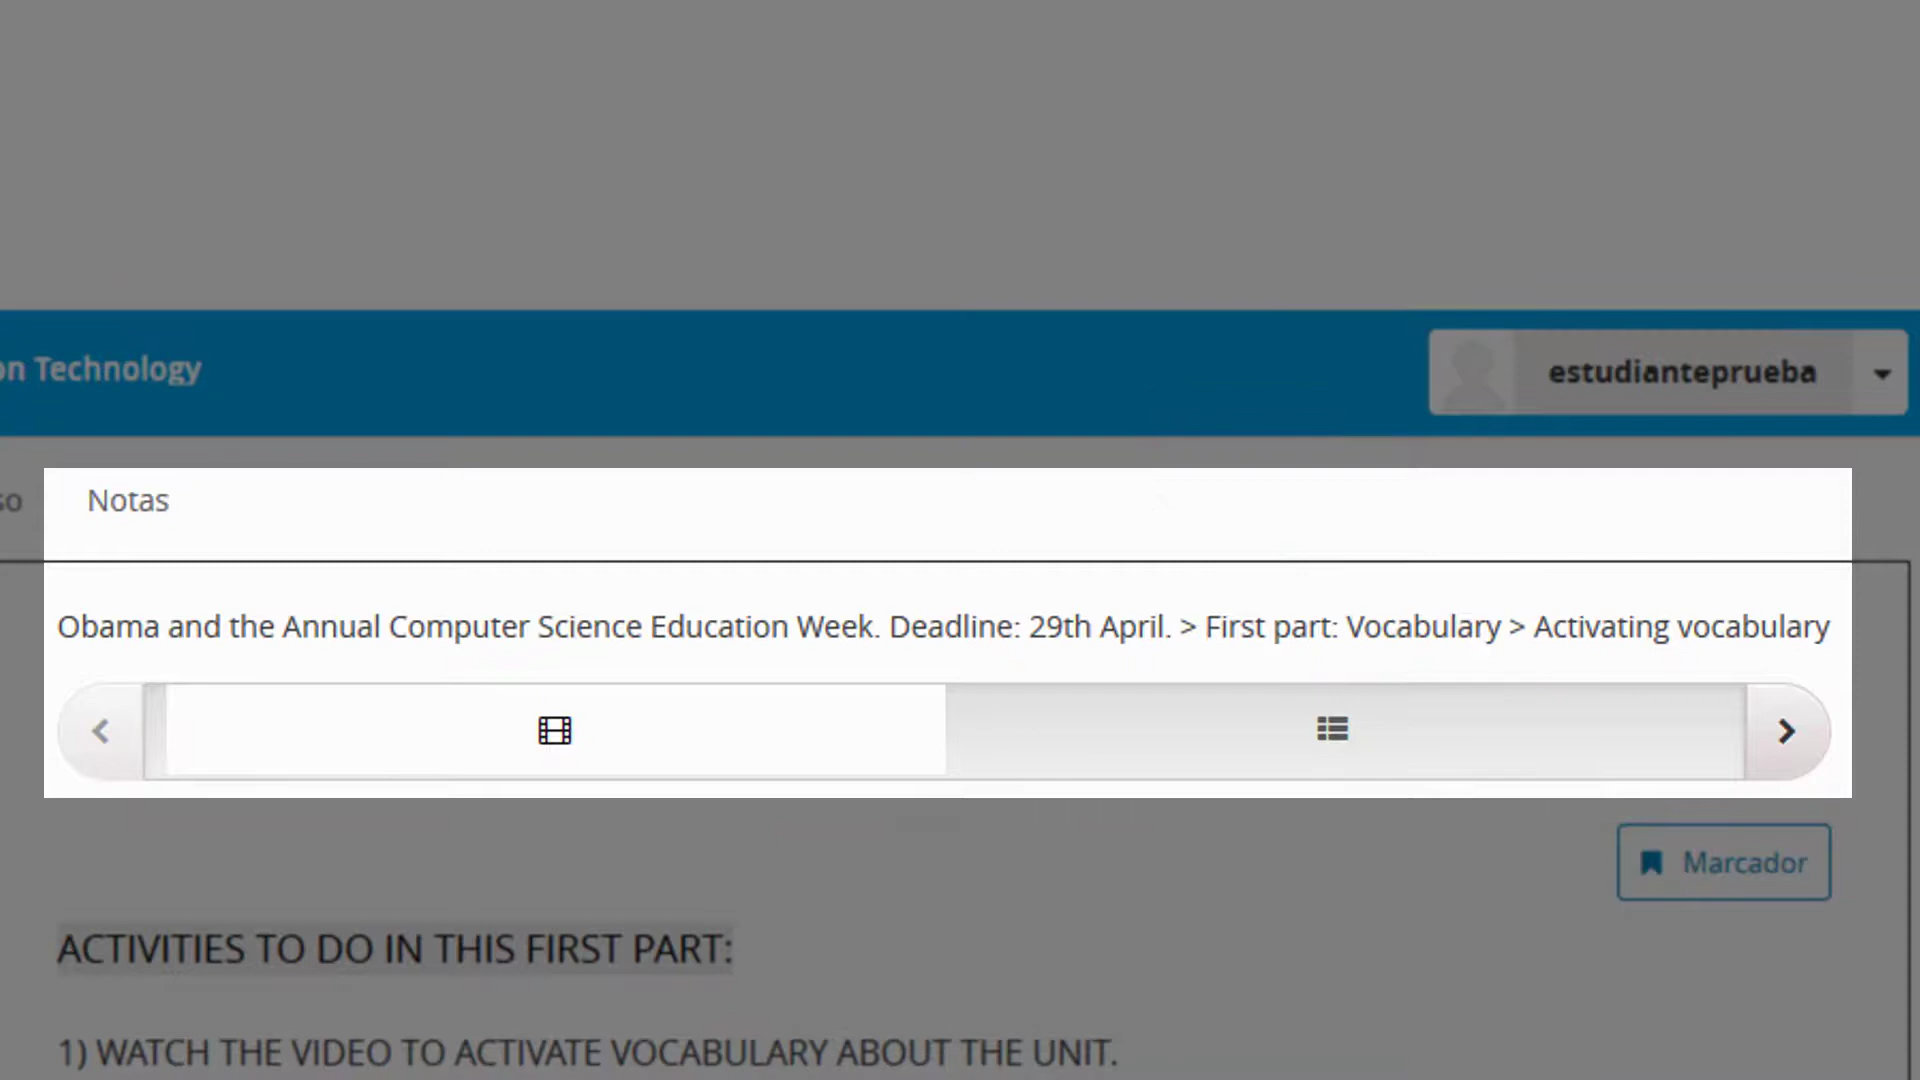 on Technology
estudianteprueba
so
Notas
Obama and the Annual Computer Science Education Week. Deadline: 29th April. > First part: Vocabulary > Activating vocabulary
Marcador
ACTIVITIES TO DO IN THIS FIRST PART:
1) WATCH THE VIDEO TO ACTIVATE VOCABULARY ABOUT THE UNIT.